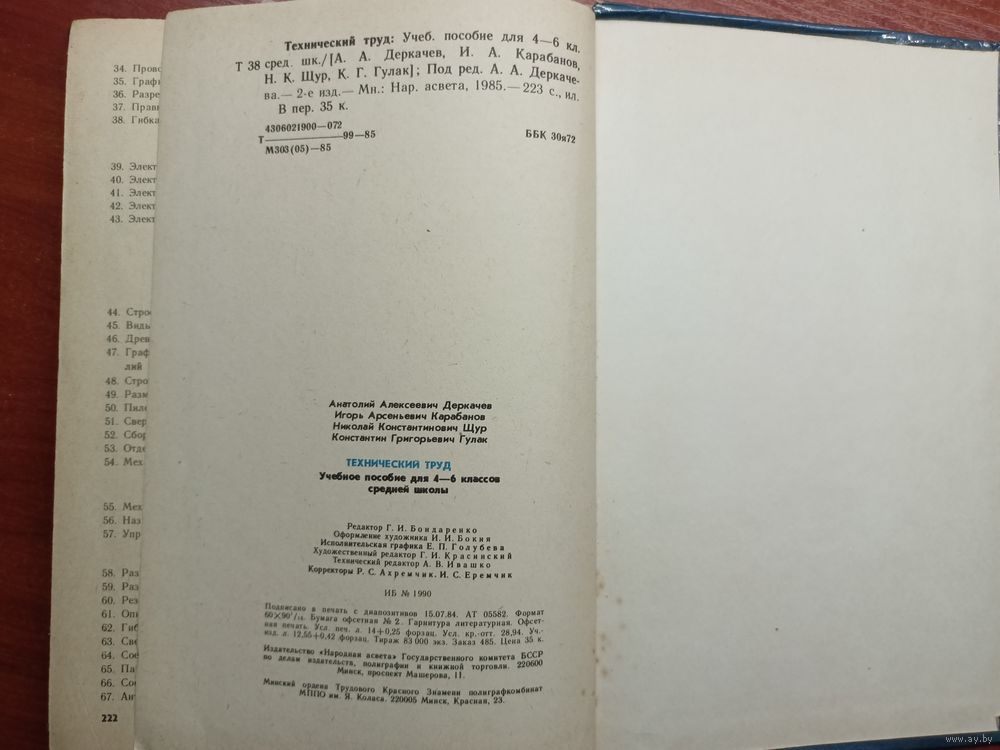 34. Прово
35. Графи
36. Разре
37. Прави
38. Гибка
39. Элект
40. Элект
41. Элект
42. Элект
43. Элект
44. Стро
45. Виды
46. Древ
47. Граф
лий
48. Стро
49. Разм
50. Пиле
51. Свер
52. Сбор
53. Отде
54. Мех
55. Мех
56. Наз
57. Упр
58. Раз
59. Раз
60. Рез
61. Оп
62. Гиб
63. Све
64. Сое
65. Па
66. Со
67. Ан
222
Технический труд: Учеб. пособие для 4—6 кл.
Т 38 сред. шк./[А. А. Деркачев, И. А. Карабанов,
Н. К. Щур, К. Г. Гулак]; Под ред. А. А. Деркаче-
ва.— 2-е изд.— Мн.: Нар. асвета, 1985.— 223 с., ил.
В пер. 35 к.
4306021900—072
Т————99—85
М303(05)—85
ББК 30я72
Анатолий Алексеевич Деркачев
Игорь Арсеньевич Карабанов
Николай Константинович Щур
Константин Григорьевич Гулак
ТЕХНИЧЕСКИЙ ТРУД
Учебное пособие для 4—6 классов
средней школы
Редактор Г. И. Бондаренко
Оформление художника И. И. Бокия
Исполнительская графика Е. П. Голубева
Художественный редактор Г. И. Красинский
Технический редактор А. В. Ивашко
Корректоры Р. С. Ахремчик, И. С. Еремчик
ИБ № 1990
Подписано в печать с диапозитивов 15.07.84. АТ 05582. Формат
60×90¹/₁₆. Бумага офсетная № 2. Гарнитура литературная. Офсет-
ная печать. Усл. печ. л. 14+0,25 форзац. Усл. кр.-отт. 28,94. Уч.-
изд. л. 12,55+0,42 форзац. Тираж 83 000 экз. Заказ 485. Цена 35 к.
Издательство «Народная асвета» Государственного комитета БССР
по делам издательств, полиграфии и книжной торговли. 220600
Минск, проспект Машерова, 11.
Минский ордена Трудового Красного Знамени полиграфкомбинат
МППО им. Я. Коласа. 220005 Минск, Красная, 23.
www.ay.by